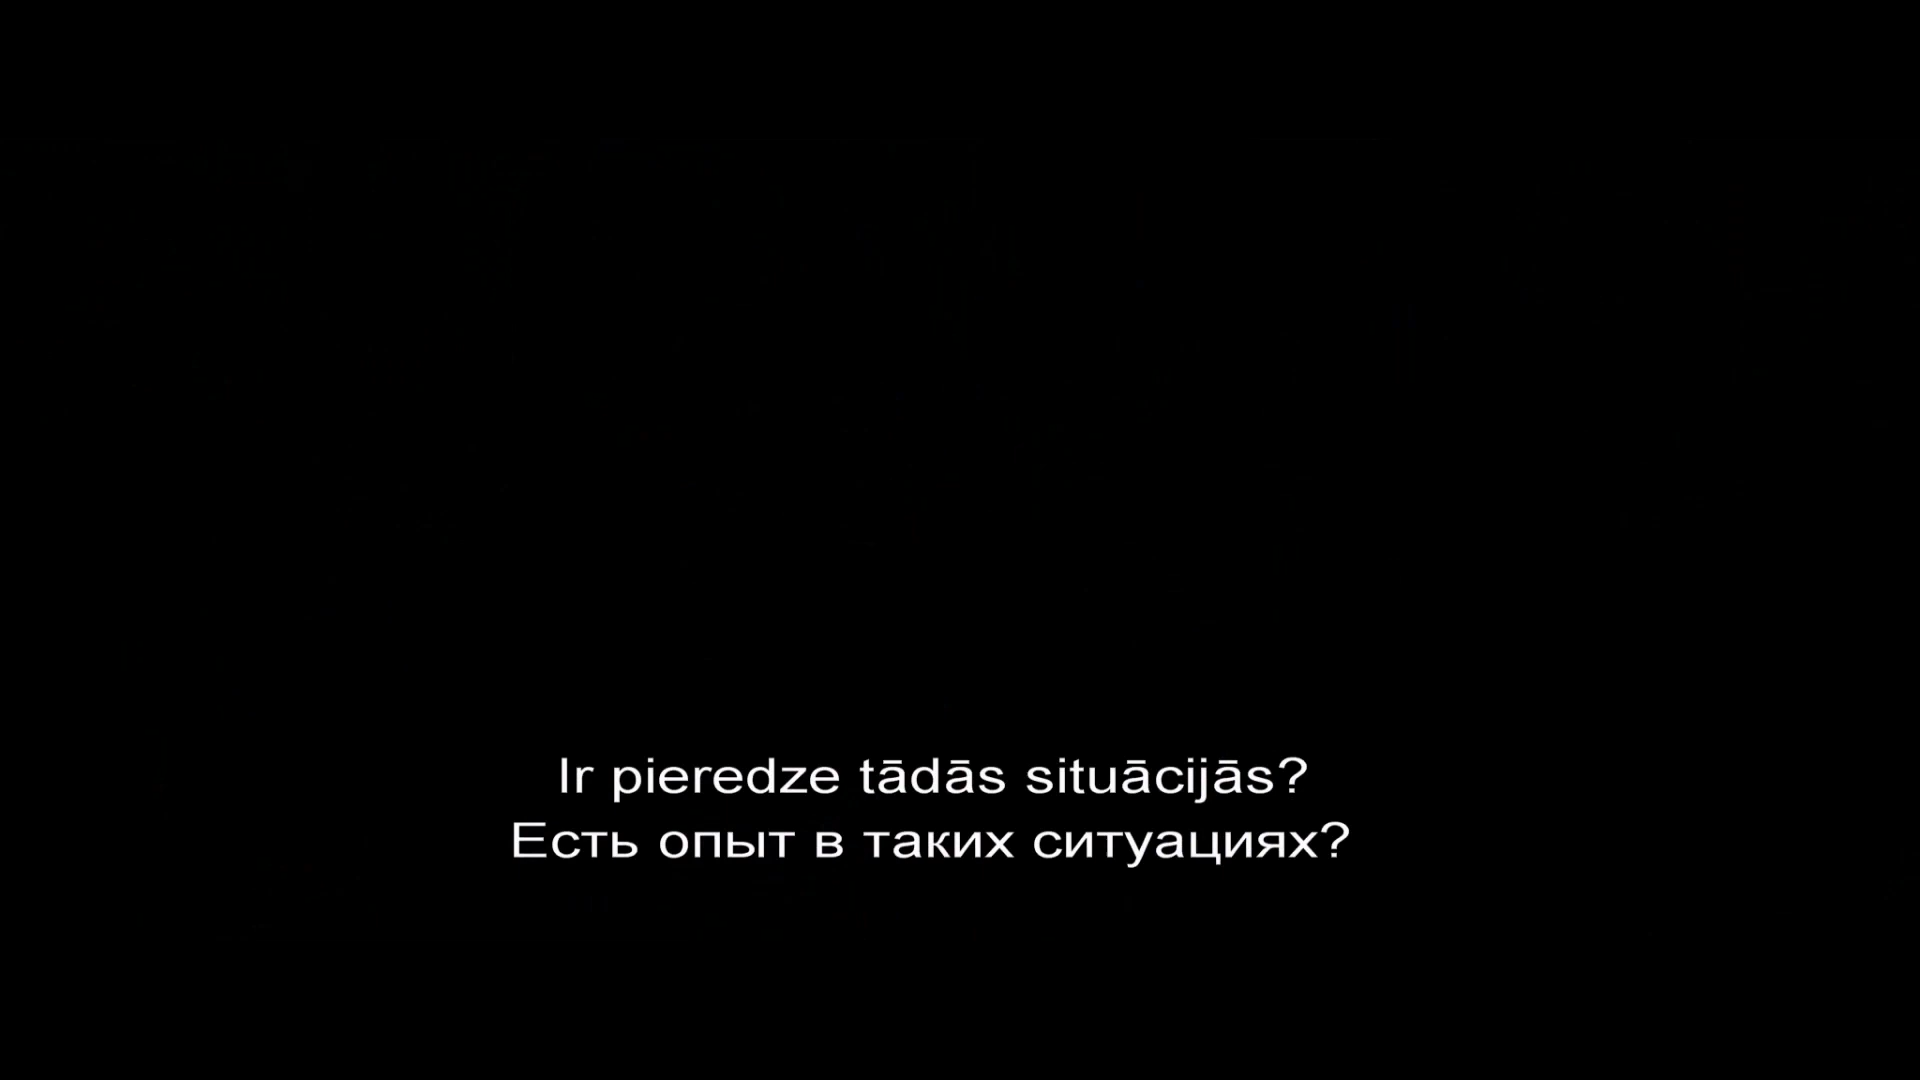 Ir pieredze tādās situācijās?
Есть опыт в таких ситуациях?